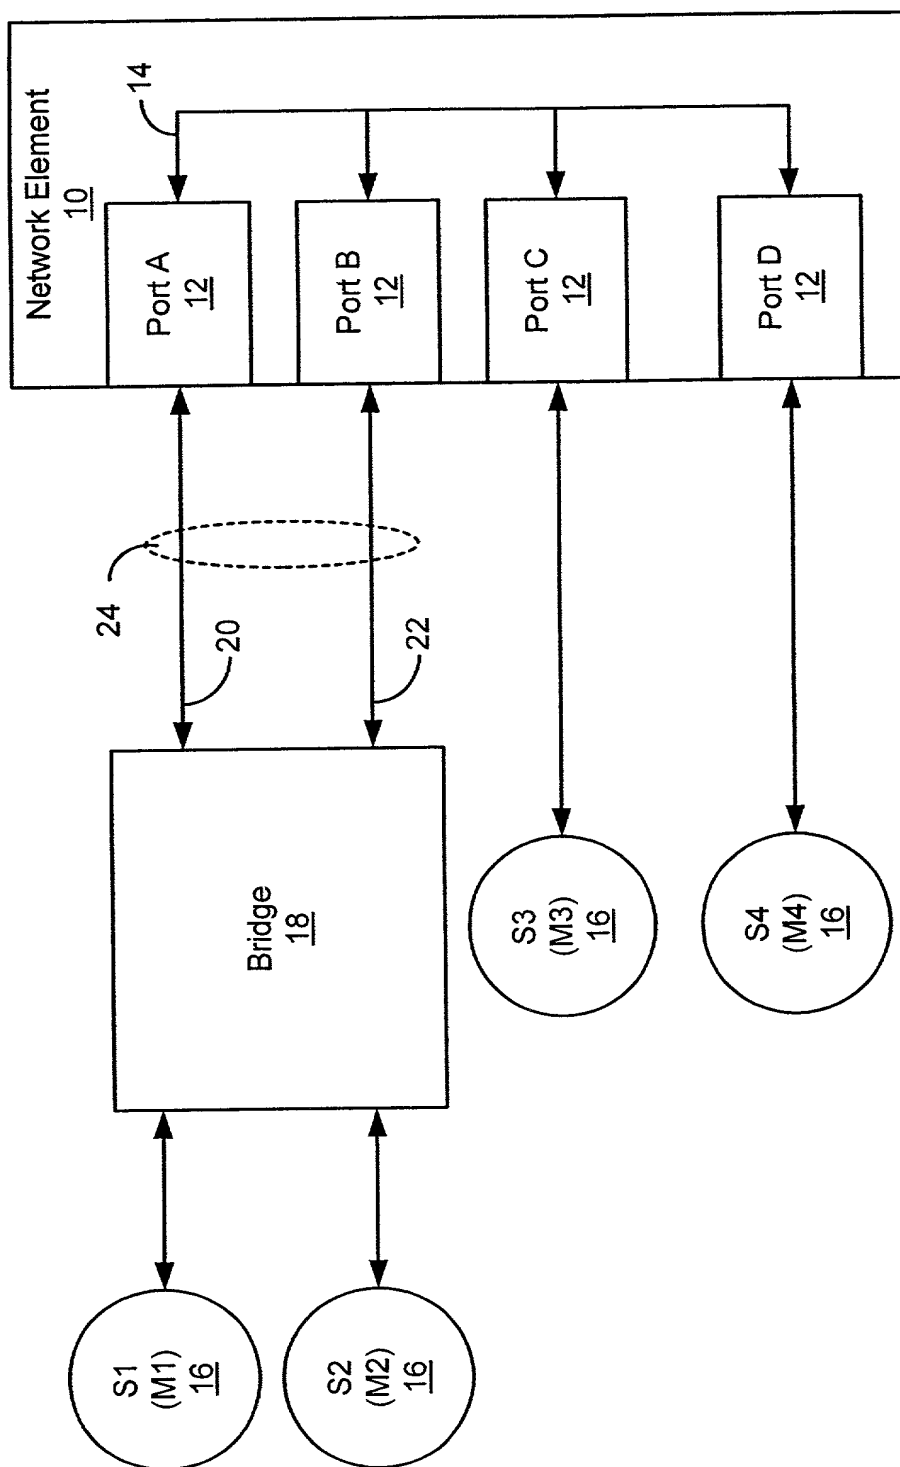 Network Element
10
14
Port A
12
Port B
12
Port C
12
Port D
12
24
20
22
Bridge
18
S1
(M1)
16
S2
(M2)
16
S3
(M3)
16
S4
(M4)
16